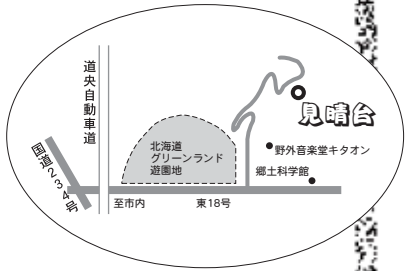 道央自動車道
見晴台
北海道
グリーンランド
遊園地
野外音楽堂キタオン
郷土科学館
国道234号
至市内
東18号